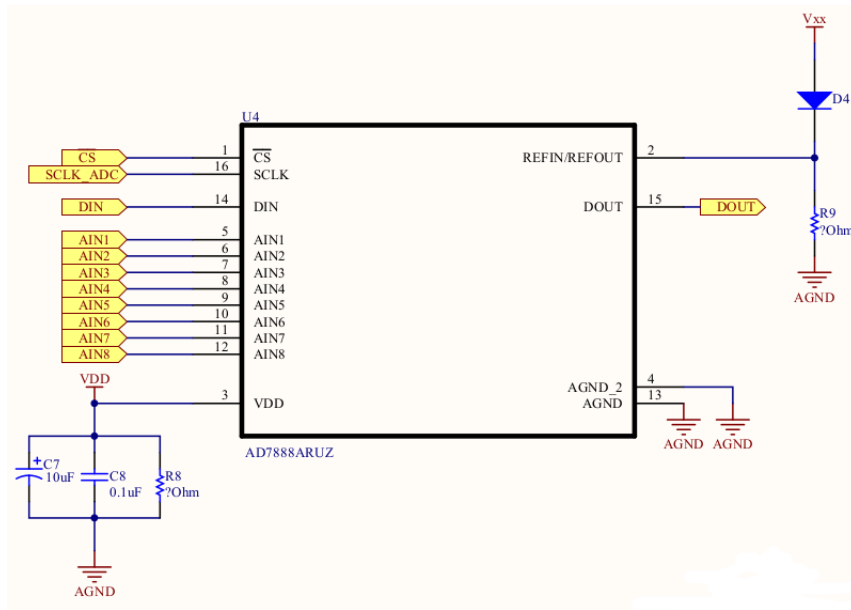 Vxx
D4
U4
CS 1 CS
SCLK_ADC 16 SCLK
DIN 14 DIN
AIN1 5 AIN1
AIN2 6 AIN2
AIN3 7 AIN3
AIN4 8 AIN4
AIN5 9 AIN5
AIN6 10 AIN6
AIN7 11 AIN7
AIN8 12 AIN8
REFIN/REFOUT 2
DOUT 15 DOUT
R9
?Ohm
AGND
VDD
3 VDD
AGND_2 4
AGND 13
AGND AGND
AD7888ARUZ
+ C7
10uF
C8
0.1uF
R8
?Ohm
AGND